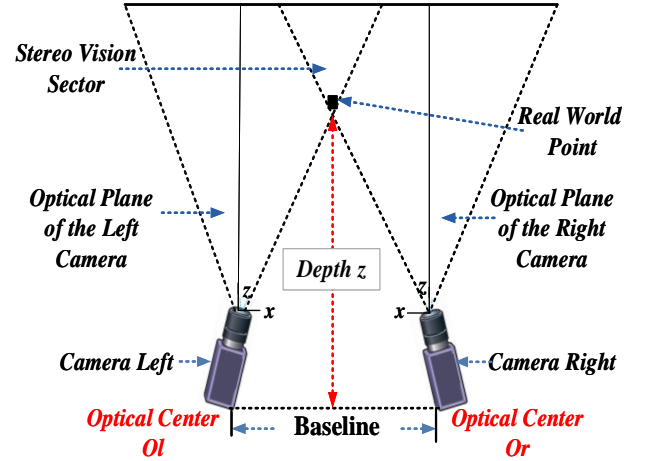 Stereo Vision
Sector
Real World
Point
Optical Plane
of the Left
Camera
Optical Plane
of the Right
Camera
Depth z
z
x
z
x
Camera Left
Camera Right
Optical Center
Ol
Baseline
Optical Center
Or